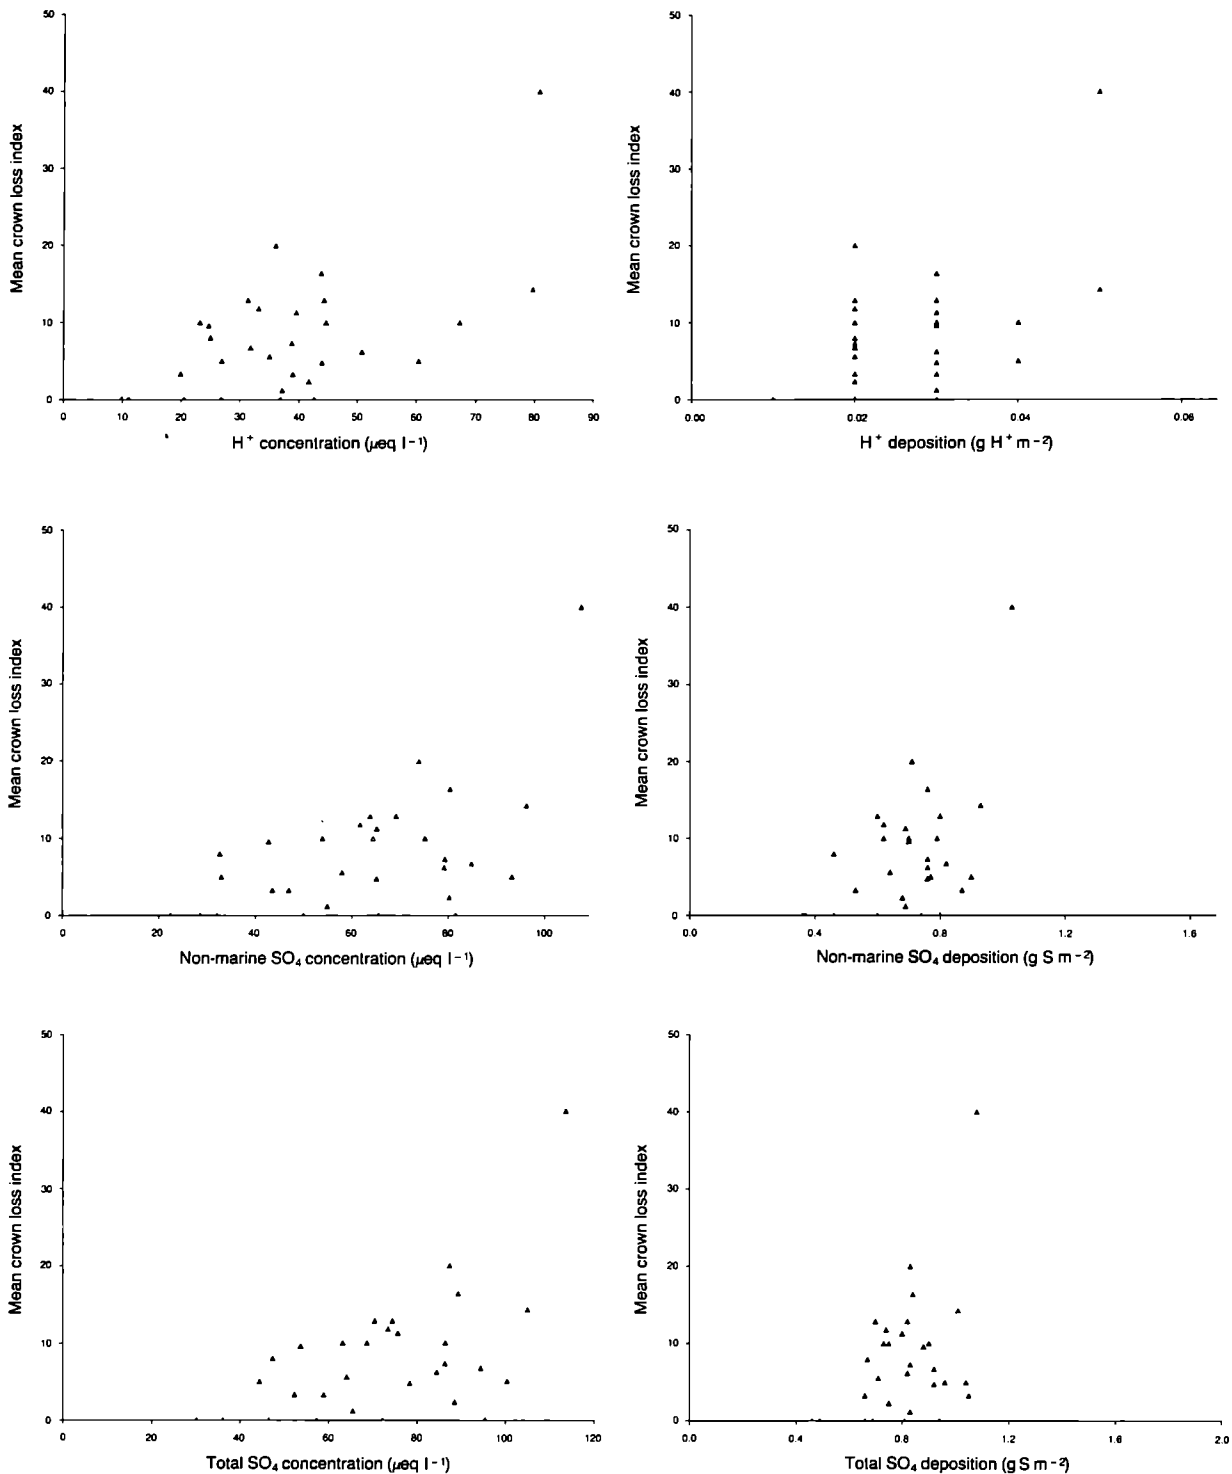 50
40
30
20
10
0
Mean crown loss index
0 10 20 30 40 50 60 70 80 90
H⁺ concentration (μeq l⁻¹)
50
40
30
20
10
0
Mean crown loss index
0.00 0.02 0.04 0.06
H⁺ deposition (g H⁺ m⁻²)
50
40
30
20
10
0
Mean crown loss index
0 20 40 60 80 100
Non-marine SO₄ concentration (μeq l⁻¹)
50
40
30
20
10
0
Mean crown loss index
0.0 0.4 0.8 1.2 1.6
Non-marine SO₄ deposition (g S m⁻²)
50
40
30
20
10
0
Mean crown loss index
0 20 40 60 80 100 120
Total SO₄ concentration (μeq l⁻¹)
50
40
30
20
10
0
Mean crown loss index
0.0 0.4 0.8 1.2 1.6 2.0
Total SO₄ deposition (g S m⁻²)